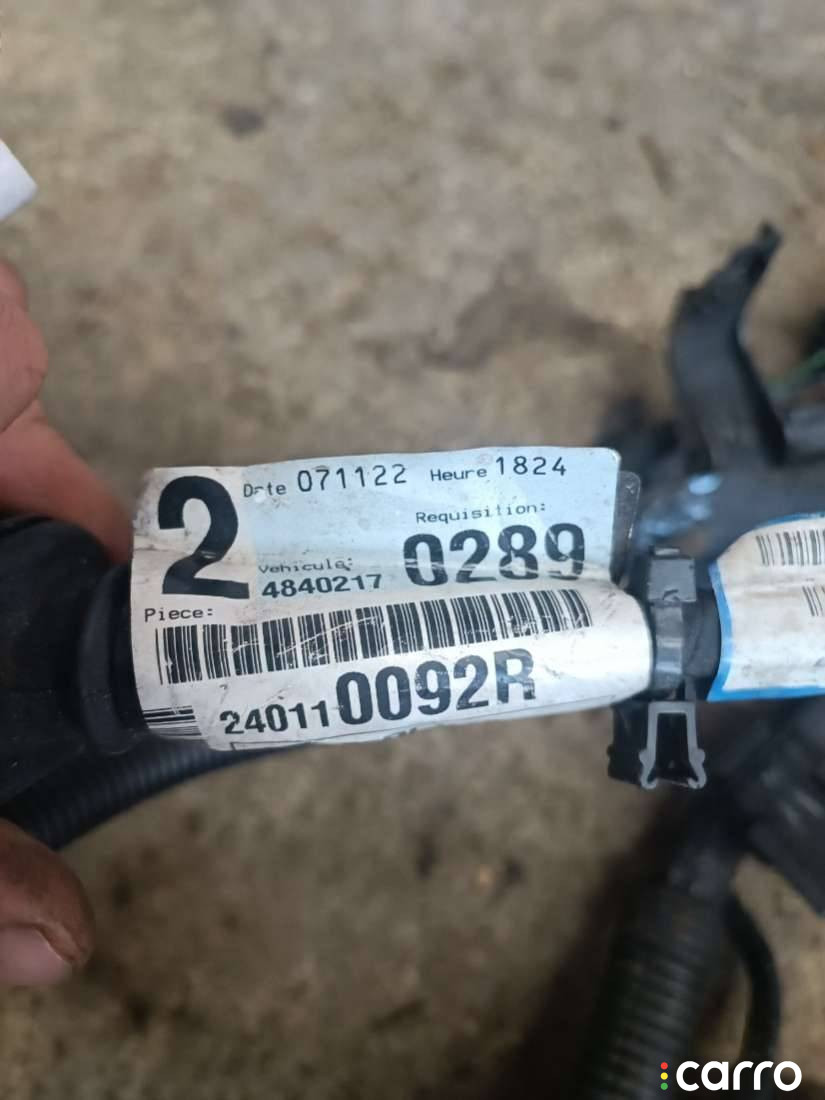 2 Date 071122 Heure 1824
Requisition:
Vehicule:
4840217 0289
Piece:
240110092R
carro